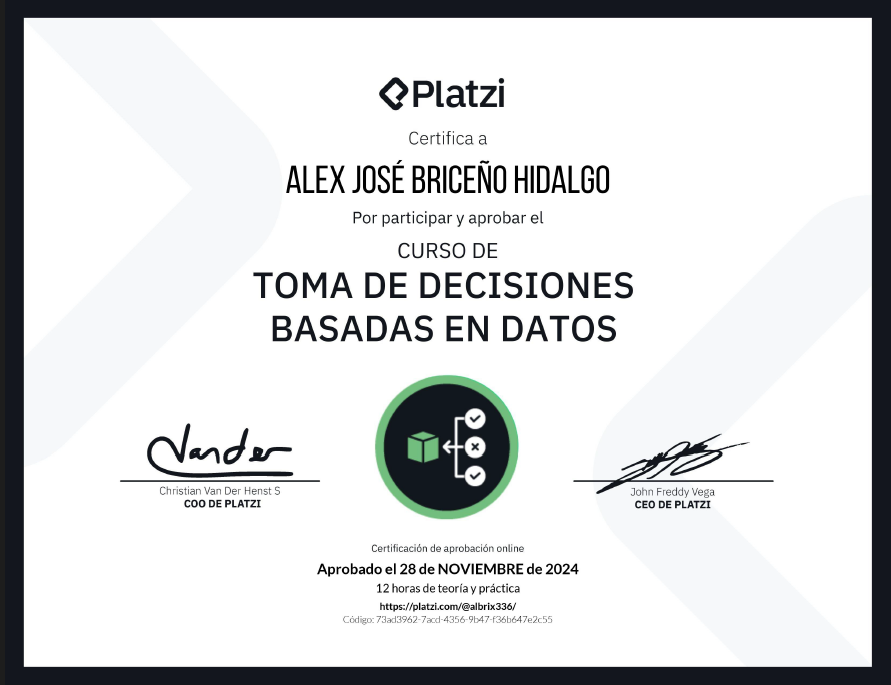 Platzi
Certifica a
ALEX JOSÉ BRICEÑO HIDALGO
Por participar y aprobar el
CURSO DE
TOMA DE DECISIONES
BASADAS EN DATOS
Vander
Christian Van Der Henst S
COO DE PLATZI
John Freddy Vega
CEO DE PLATZI
Certificación de aprobación online
Aprobado el 28 de NOVIEMBRE de 2024
12 horas de teoría y práctica
https://platzi.com/@albrix336/
Código: 73ad3962-7acd-4356-9b47-f36b647e2c55